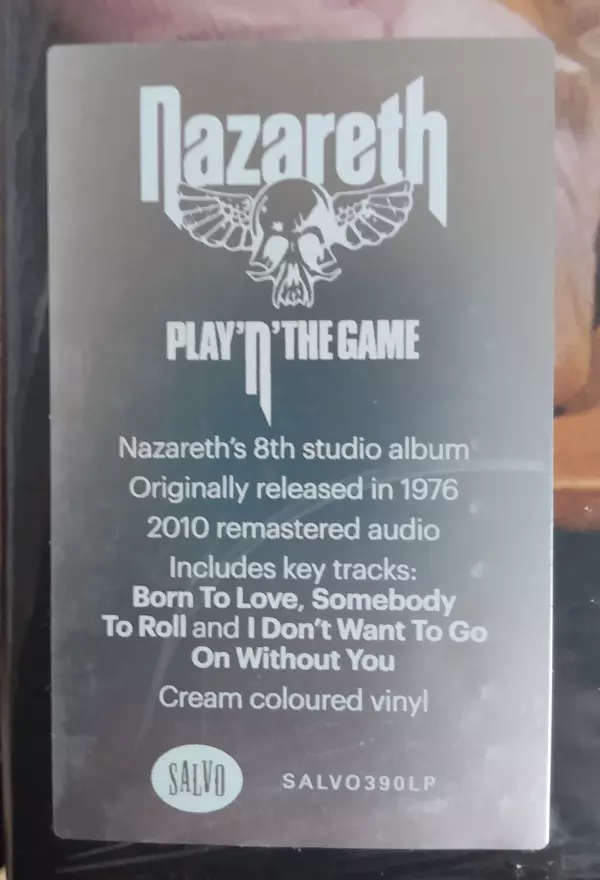 Nazareth
PLAY'N'THE GAME
Nazareth's 8th studio album
Originally released in 1976
2010 remastered audio
Includes key tracks:
Born To Love, Somebody
To Roll and I Don't Want To Go
On Without You
Cream coloured vinyl
SALVO
SALVO390LP